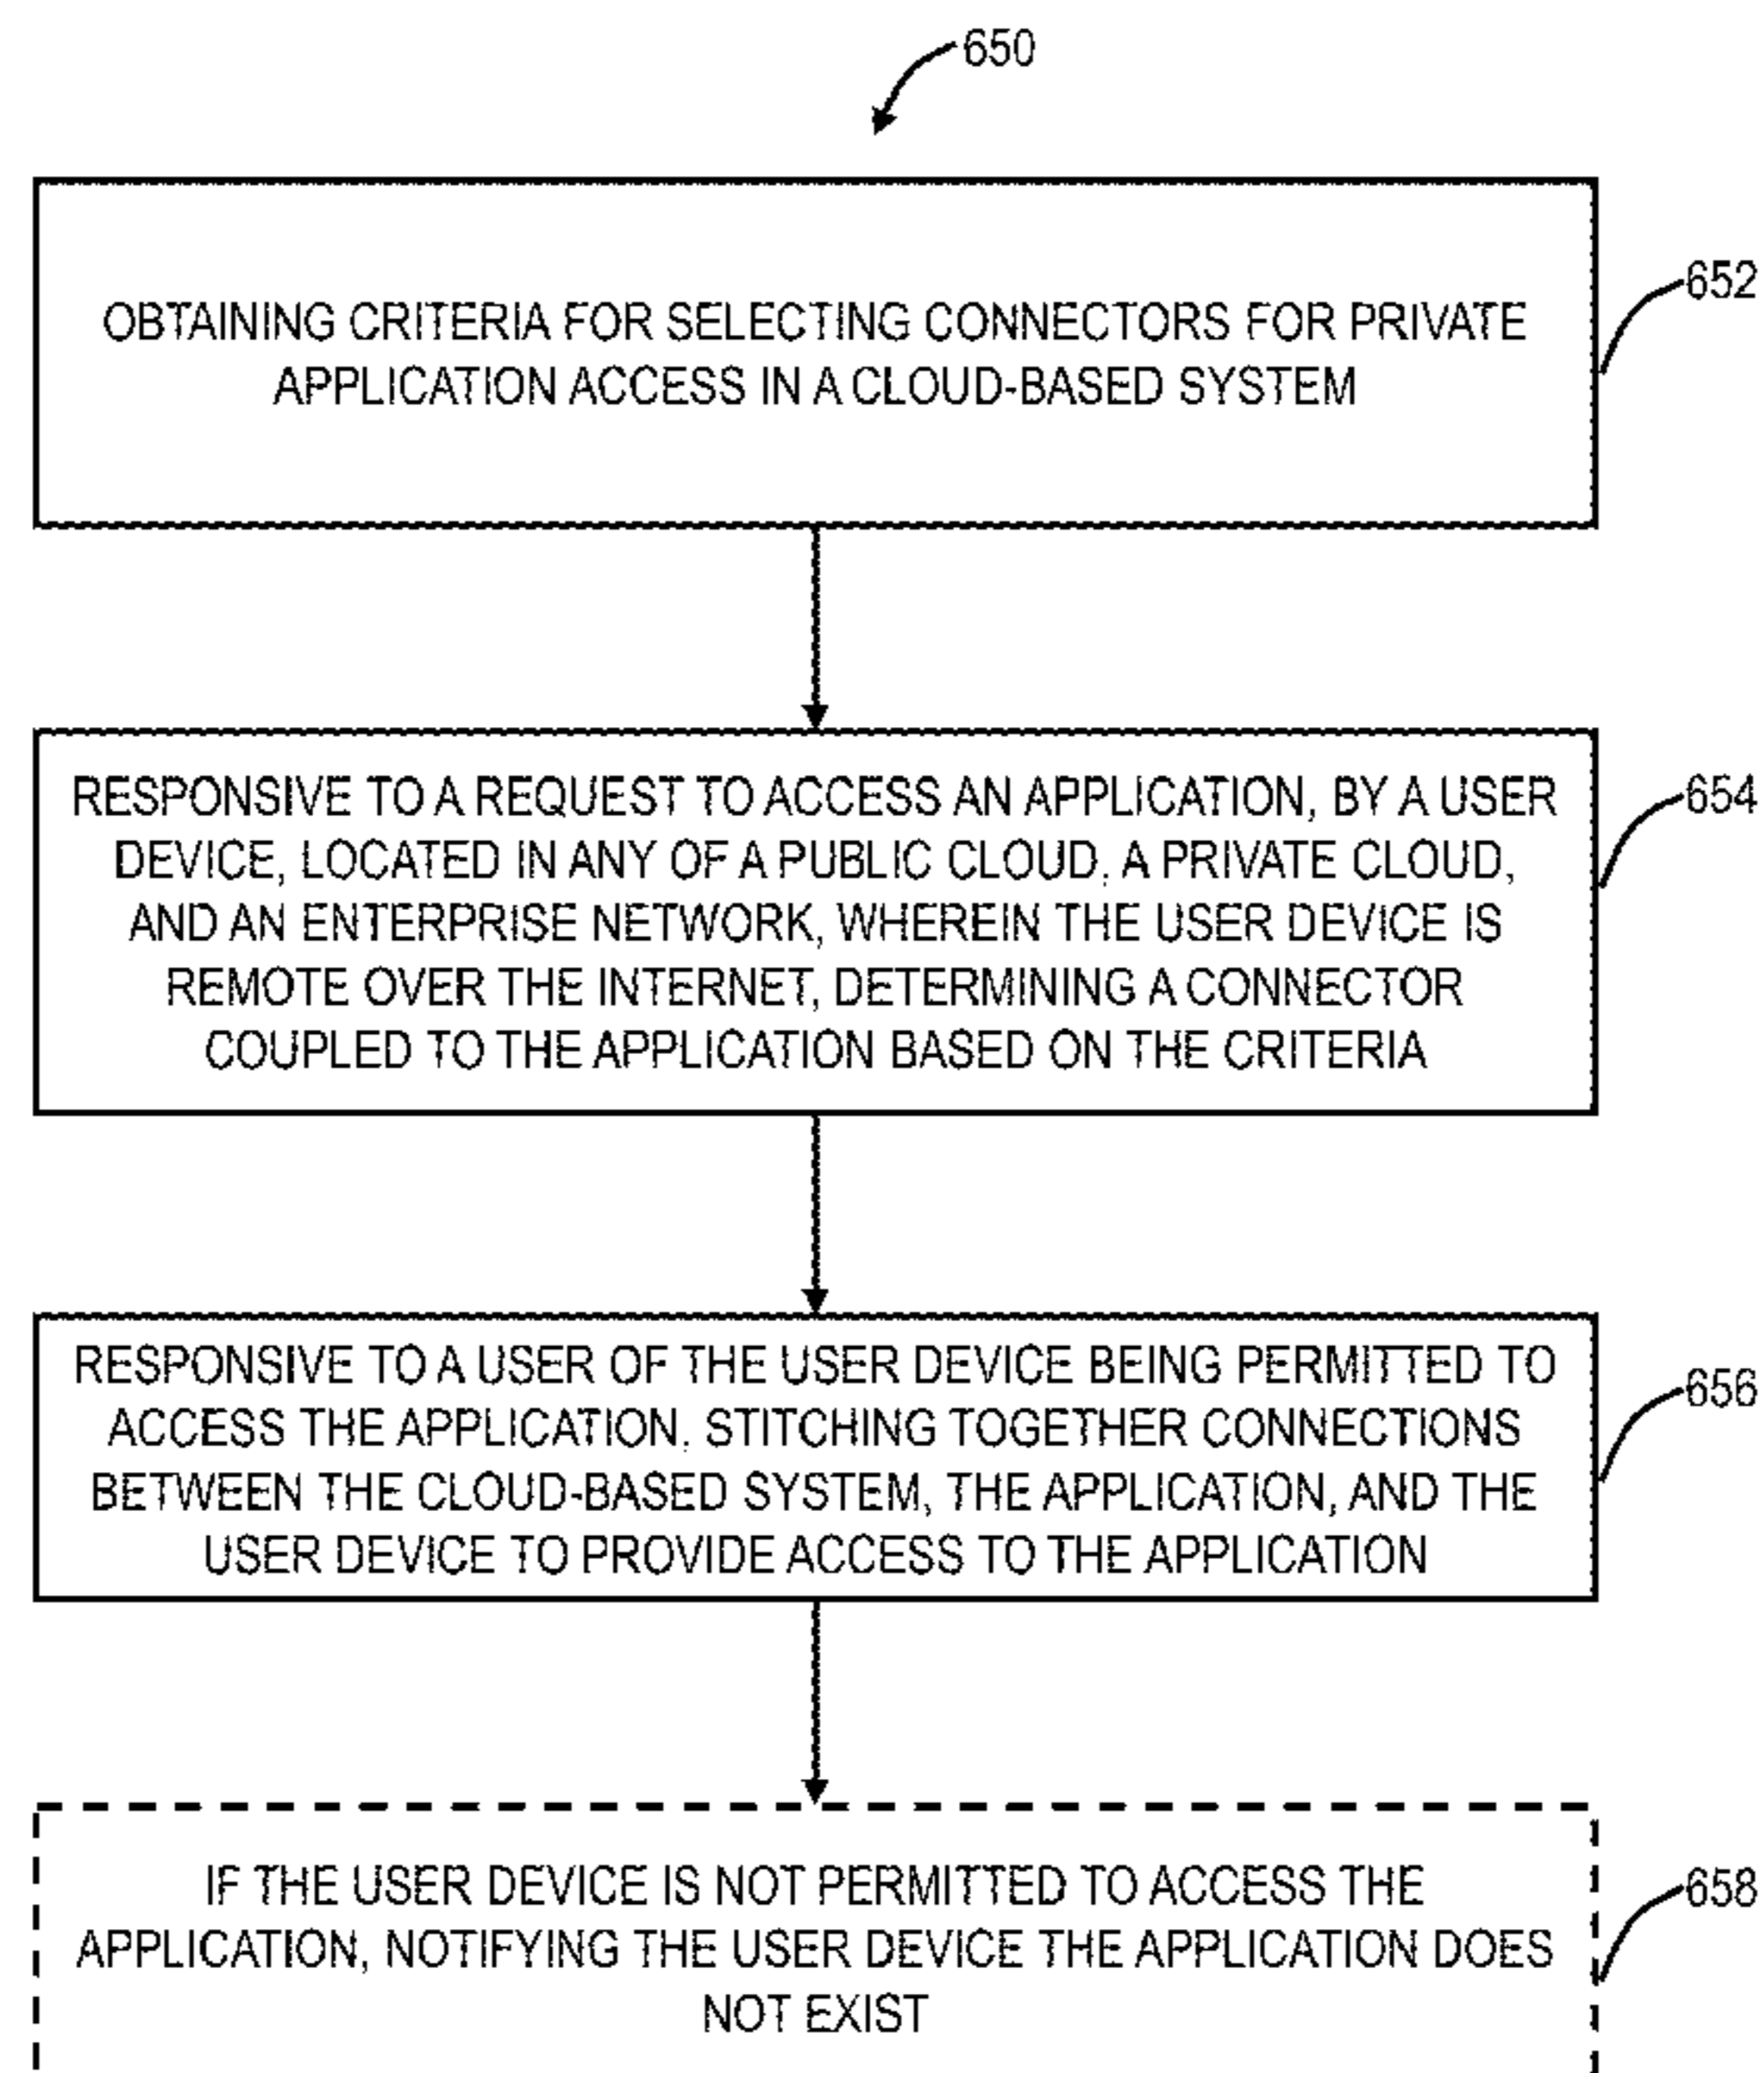 650
OBTAINING CRITERIA FOR SELECTING CONNECTORS FOR PRIVATE
APPLICATION ACCESS IN A CLOUD-BASED SYSTEM
652
RESPONSIVE TO A REQUEST TO ACCESS AN APPLICATION, BY A USER
DEVICE, LOCATED IN ANY OF A PUBLIC CLOUD, A PRIVATE CLOUD,
AND AN ENTERPRISE NETWORK, WHEREIN THE USER DEVICE IS
REMOTE OVER THE INTERNET, DETERMINING A CONNECTOR
COUPLED TO THE APPLICATION BASED ON THE CRITERIA
654
RESPONSIVE TO A USER OF THE USER DEVICE BEING PERMITTED TO
ACCESS THE APPLICATION, STITCHING TOGETHER CONNECTIONS
BETWEEN THE CLOUD-BASED SYSTEM, THE APPLICATION, AND THE
USER DEVICE TO PROVIDE ACCESS TO THE APPLICATION
656
IF THE USER DEVICE IS NOT PERMITTED TO ACCESS THE
APPLICATION, NOTIFYING THE USER DEVICE THE APPLICATION DOES
NOT EXIST
658